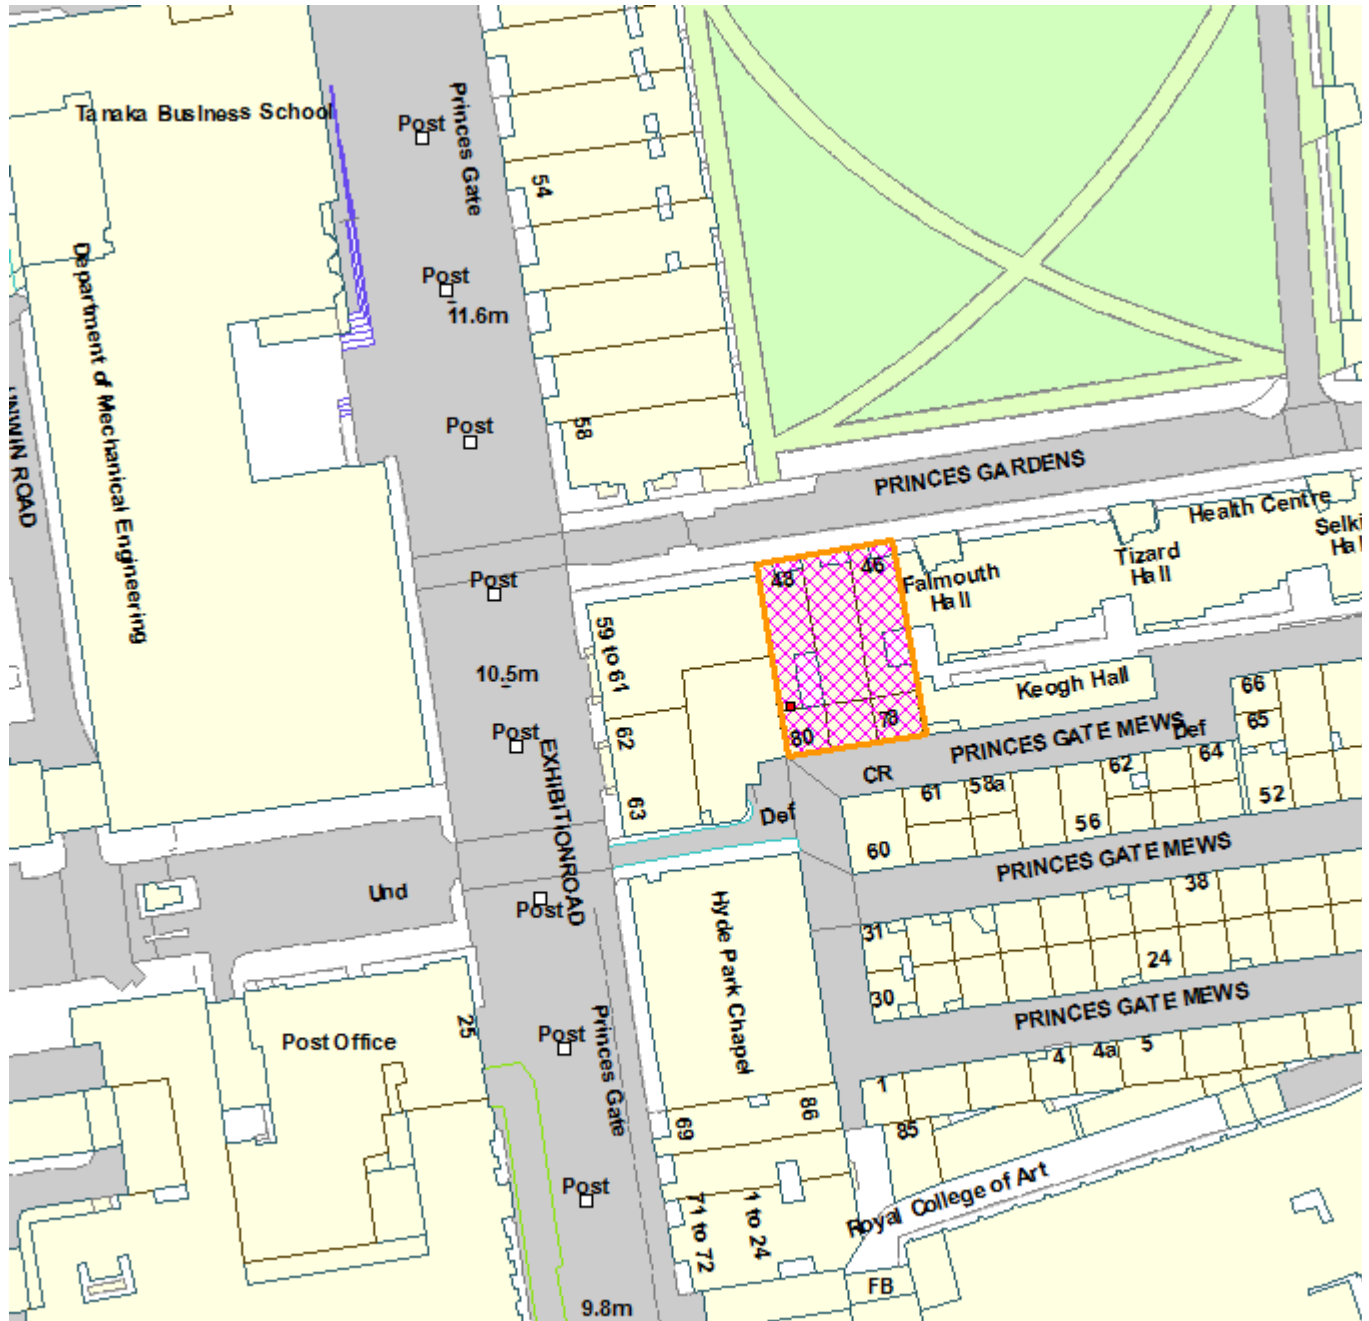 Tanaka Business School
Post
Princes Gate
54
Department of Mechanical Engineering
Post
11.6m
UNWIN ROAD
Post
58
PRINCES GARDENS
Health Centre
Tizard
Hall
Falmouth
Hall
48
46
Post
59 to 61
10.5m
Keogh Hall
66
65
Post
62
80
78
PRINCES GATE MEWS
Def
EXHIBITIONROAD
CR
61
58a
62
64
52
63
Def
56
60
PRINCES GATE MEWS
Und
Post
Hyde Park Chapel
38
31
24
30
PRINCES GATE MEWS
Post Office
25
Post
Princes Gate
4
4a
5
1
86
69
85
Post
71 to 72
1 to 24
Royal College of Art
FB
9.8m